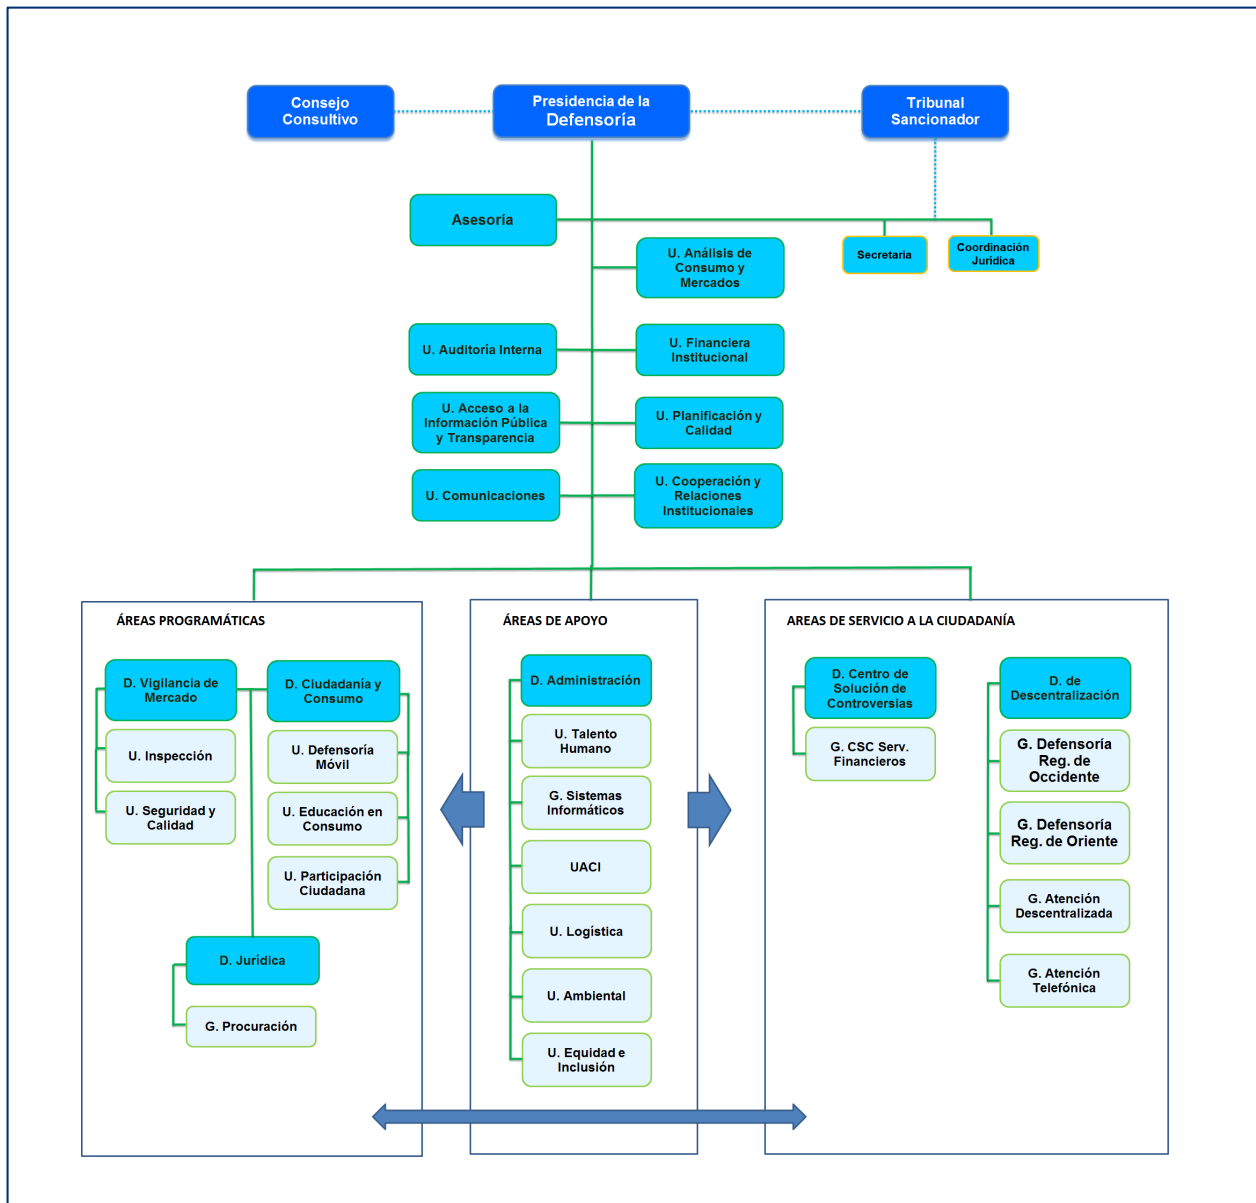 Consejo
Consultivo
Presidencia de la
Defensoría
Tribunal
Sancionador
Asesoría
Secretaria
Coordinación
Jurídica
U. Análisis de
Consumo y
Mercados
U. Auditoría Interna
U. Financiera
Institucional
U. Acceso a la
Información Pública
y Transparencia
U. Planificación y
Calidad
U. Comunicaciones
U. Cooperación y
Relaciones
Institucionales
ÁREAS PROGRAMÁTICAS
D. Vigilancia de
Mercado
D. Ciudadanía y
Consumo
U. Inspección
U. Defensoría
Móvil
U. Seguridad y
Calidad
U. Educación en
Consumo
U. Participación
Ciudadana
D. Jurídica
G. Procuración
ÁREAS DE APOYO
D. Administración
U. Talento
Humano
G. Sistemas
Informáticos
UACI
U. Logística
U. Ambiental
U. Equidad e
Inclusión
AREAS DE SERVICIO A LA CIUDADANÍA
D. Centro de
Solución de
Controversias
G. CSC Serv.
Financieros
D. de
Descentralización
G. Defensoría
Reg. de
Occidente
G. Defensoría
Reg. de Oriente
G. Atención
Descentralizada
G. Atención
Telefónica